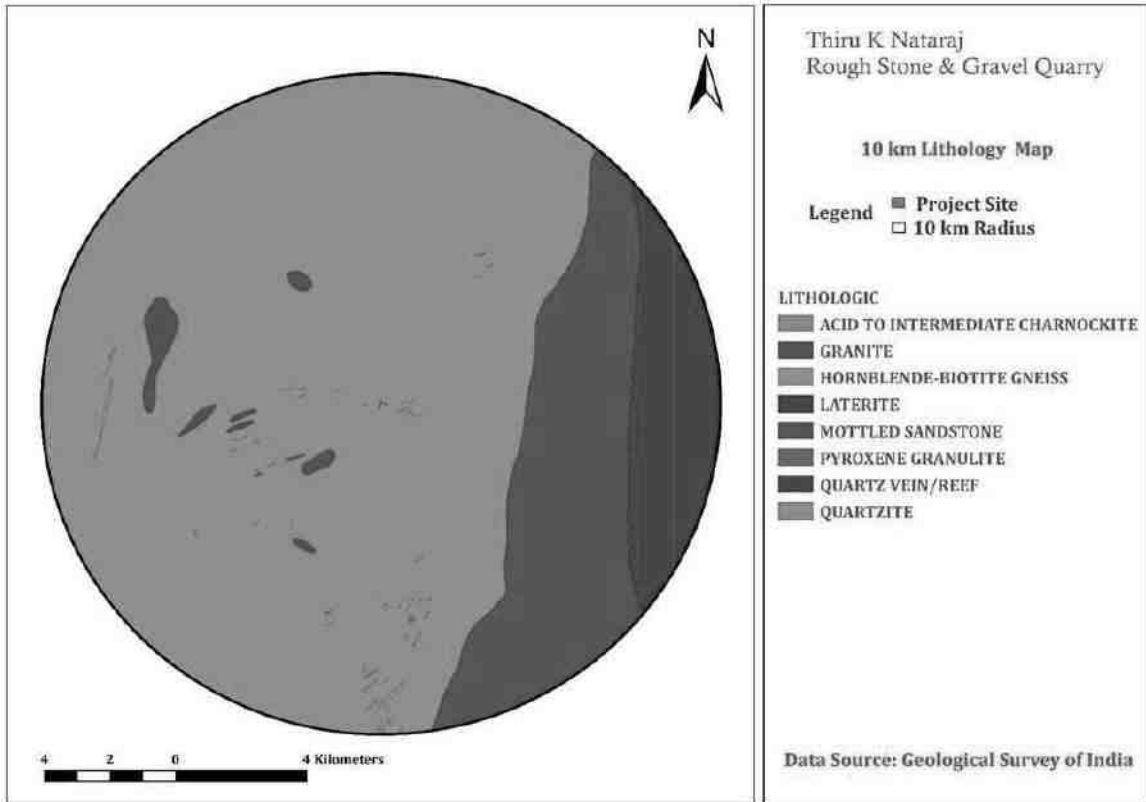 N
4 2 0 4 Kilometers
Thiru K Nataraj
Rough Stone & Gravel Quarry
10 km Lithology Map
Legend Project Site
10 km Radius
LITHOLOGIC
ACID TO INTERMEDIATE CHARNOCKITE
GRANITE
HORNBLENDE-BIOTITE GNEISS
LATERITE
MOTTLED SANDSTONE
PYROXENE GRANULITE
QUARTZ VEIN/REEF
QUARTZITE
Data Source: Geological Survey of India